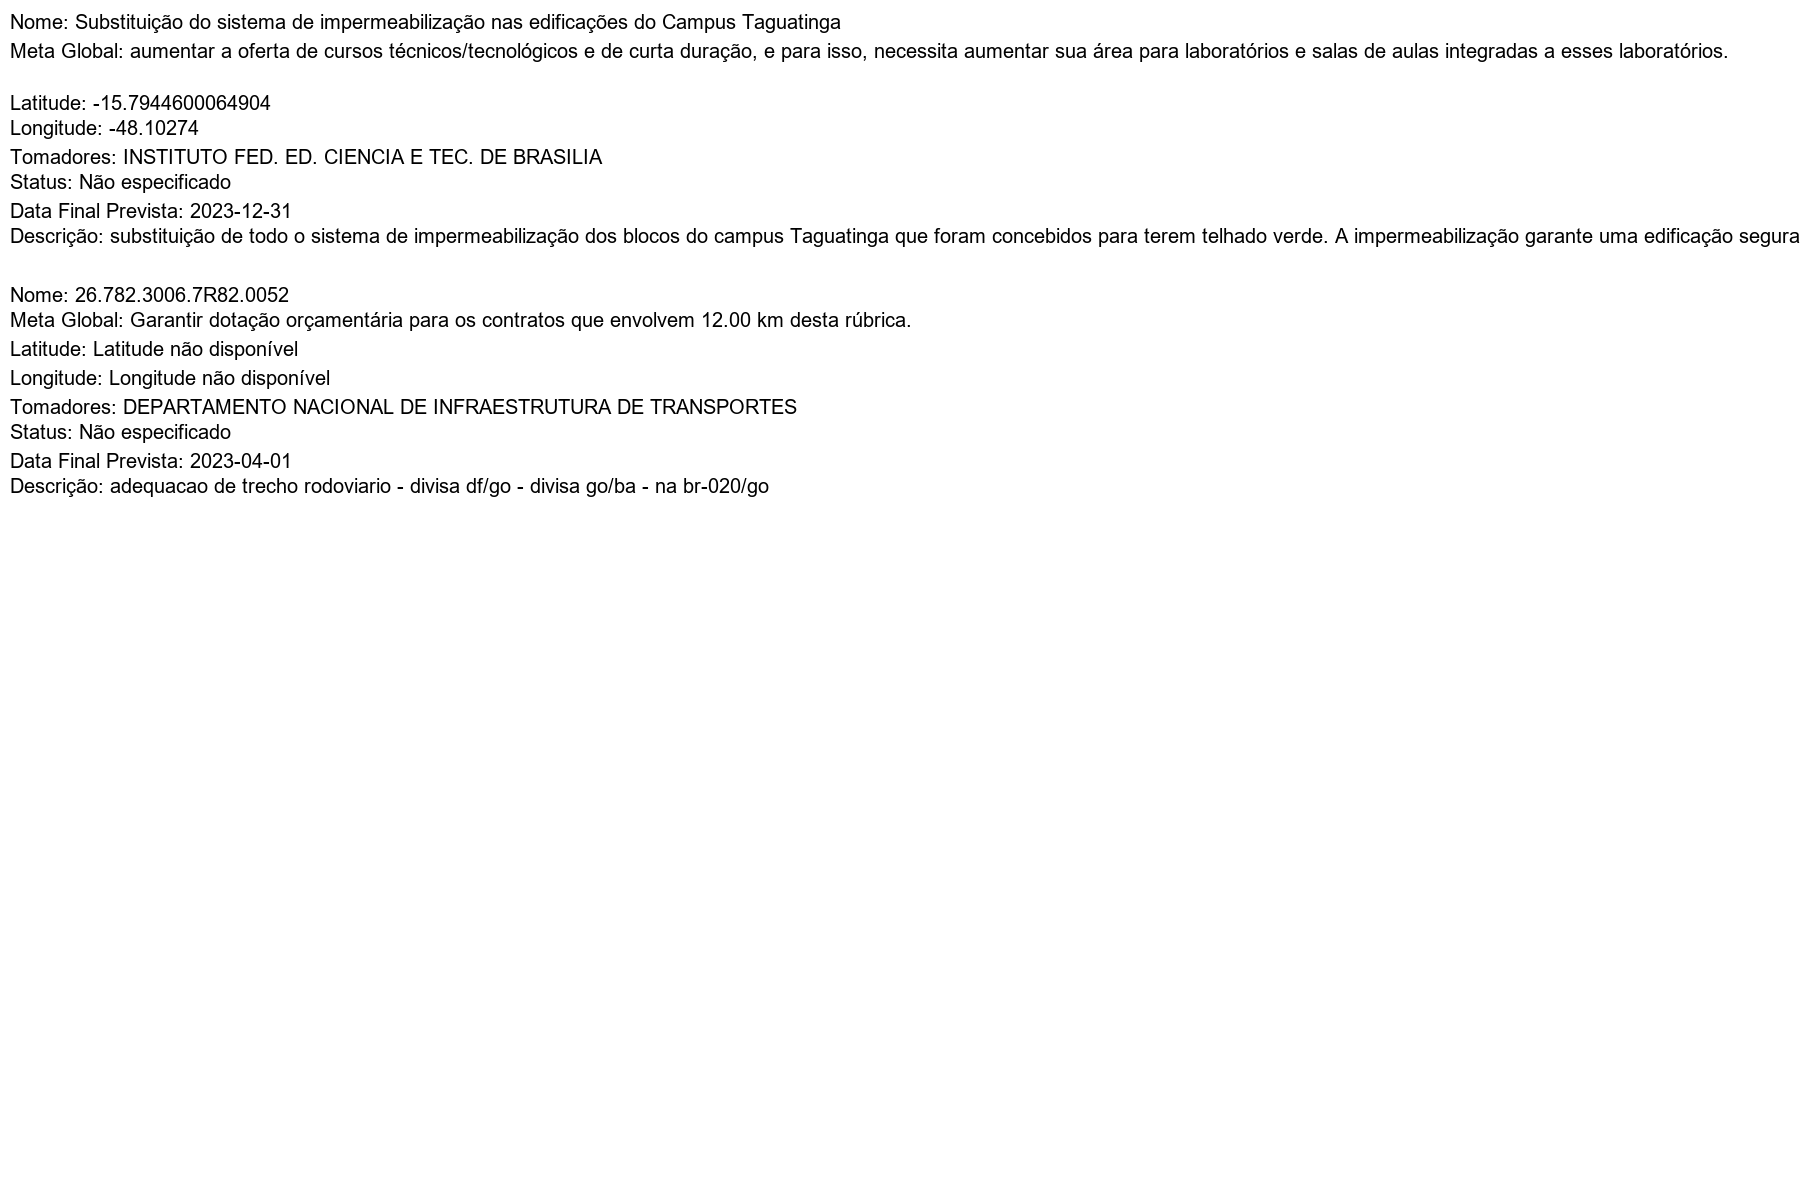 Nome: Substituição do sistema de impermeabilização nas edificações do Campus Taguatinga
Meta Global: aumentar a oferta de cursos técnicos/tecnológicos e de curta duração, e para isso, necessita aumentar sua área para laboratórios e salas de aulas integradas a esses laboratórios.
Latitude: -15.7944600064904
Longitude: -48.10274
Tomadores: INSTITUTO FED. ED. CIENCIA E TEC. DE BRASILIA
Status: Não especificado
Data Final Prevista: 2023-12-31
Descrição: substituição de todo o sistema de impermeabilização dos blocos do campus Taguatinga que foram concebidos para terem telhado verde. A impermeabilização garante uma edificação segura
Nome: 26.782.3006.7R82.0052
Meta Global: Garantir dotação orçamentária para os contratos que envolvem 12.00 km desta rúbrica.
Latitude: Latitude não disponível
Longitude: Longitude não disponível
Tomadores: DEPARTAMENTO NACIONAL DE INFRAESTRUTURA DE TRANSPORTES
Status: Não especificado
Data Final Prevista: 2023-04-01
Descrição: adequacao de trecho rodoviario - divisa df/go - divisa go/ba - na br-020/go